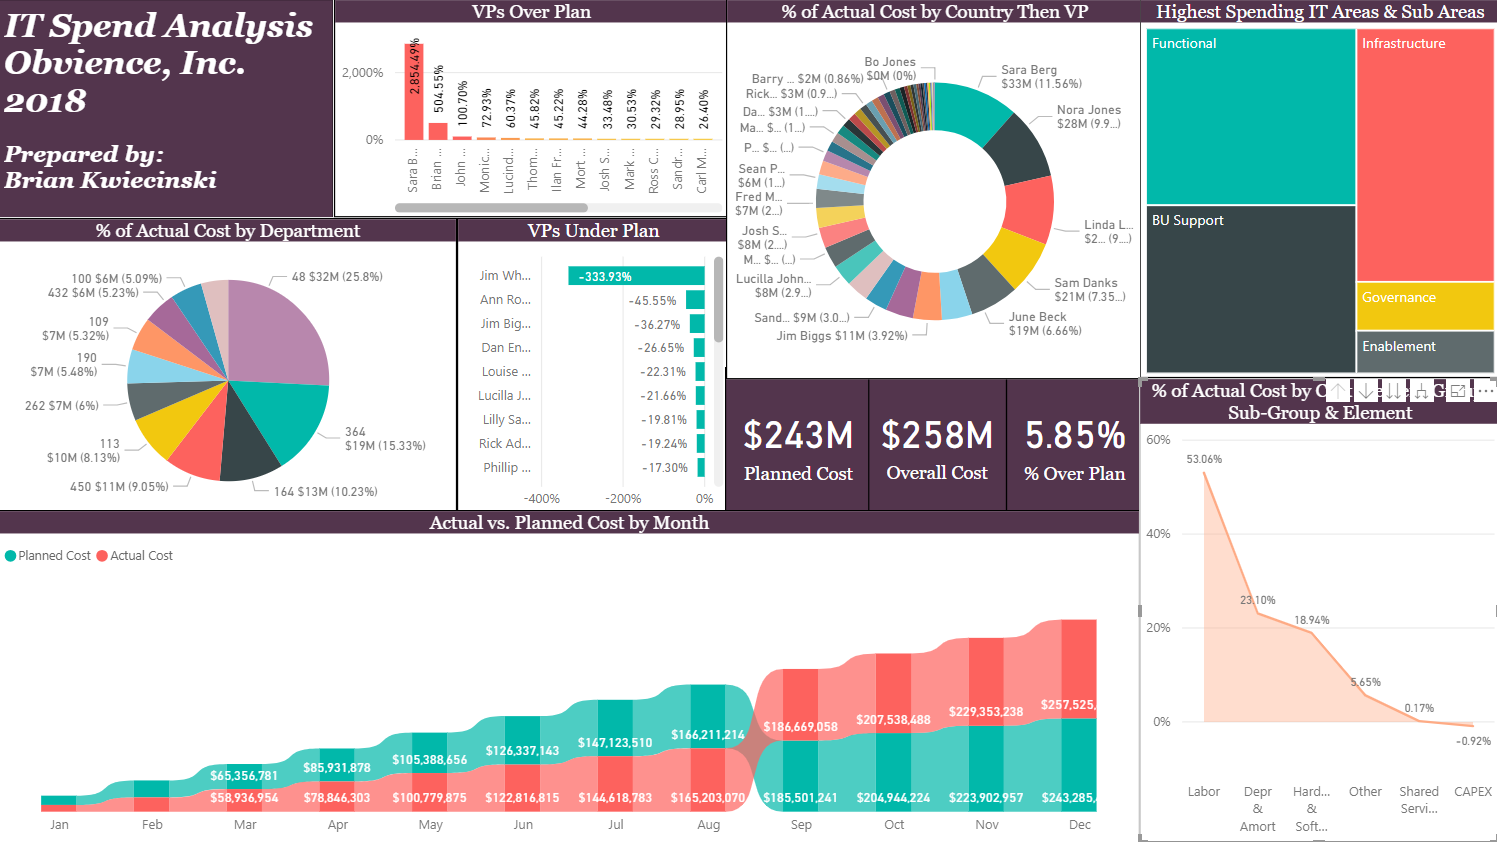 IT Spend Analysis
Obvience, Inc.
2018
Prepared by:
Brian Kwiecinski
VPs Over Plan
2,000%
0%
2,854.49%
504.55%
100.70%
72.93%
60.37%
45.82%
45.22%
44.28%
33.48%
30.53%
29.32%
28.95%
26.40%
Sara B...
Brian ...
John ...
Monic...
Lucind...
Thom...
Ilan Fr...
Mort ...
Josh S...
Mark ...
Ross C...
Sandr...
Carl M...
% of Actual Cost by Country Then VP
Bo Jones
$0M (0%)
Sara Berg
$33M (11.56%)
Nora Jones
$28M (9.9...)
Linda L...
$2... (9....)
Sam Danks
$21M (7.35...)
June Beck
$19M (6.66%)
Jim Biggs $11M (3.92%)
Sand... $9M (3.0...)
Lucilla John...
$8M (2.9...)
M... $... (...)
Josh S...
$8M (2....)
Fred M...
$7M (2...)
Sean P...
$6M (1...)
P... $... (...)
Ma... $... (1...)
Da... $3M (1....)
Rick... $3M (0.9...)
Barry ... $2M (0.86%)
Highest Spending IT Areas & Sub Areas
Functional
Infrastructure
BU Support
Governance
Enablement
% of Actual Cost by Department
48 $32M (25.8%)
364
$19M (15.33%)
164 $13M (10.23%)
450 $11M (9.05%)
113
$10M (8.13%)
262 $7M (6%)
190
$7M (5.48%)
109
$7M (5.32%)
432 $6M (5.23%)
100 $6M (5.09%)
VPs Under Plan
Jim Wh... -333.93%
Ann Ro... -45.55%
Jim Big... -36.27%
Dan En... -26.65%
Louise ... -22.31%
Lucilla J... -21.66%
Lilly Sa... -19.81%
Rick Ad... -19.24%
Phillip ... -17.30%
-400% -200% 0%
$243M
Planned Cost
$258M
Overall Cost
5.85%
% Over Plan
% of Actual Cost by
Sub-Group & Element
60%
40%
20%
0%
53.06%
23.10%
18.94%
5.65%
0.17%
-0.92%
Labor
Depr
&
Amort
Hard...
&
Soft...
Other
Shared
Servi...
CAPEX
Actual vs. Planned Cost by Month
Planned Cost Actual Cost
$65,356,781
$85,931,878
$105,388,656
$126,337,143
$147,123,510
$166,211,214
$186,669,058
$207,538,488
$229,353,238
$257,525,
$58,936,954
$78,846,303
$100,779,875
$122,816,815
$144,618,783
$165,203,070
$185,501,241
$204,944,224
$223,902,957
$243,285,
Jan Feb Mar Apr May Jun Jul Aug Sep Oct Nov Dec